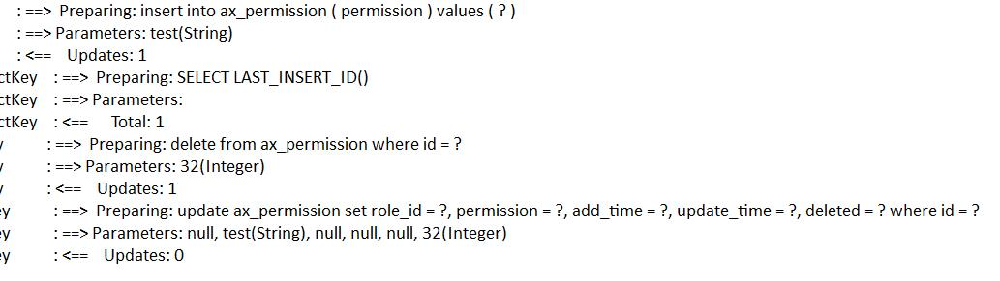 : ==>  Preparing: insert into ax_permission ( permission ) values ( ? )
: ==> Parameters: test(String)
: <==    Updates: 1
ctKey    : ==>  Preparing: SELECT LAST_INSERT_ID()
ctKey    : ==> Parameters:
ctKey    : <==      Total: 1
y    : ==>  Preparing: delete from ax_permission where id = ?
y    : ==> Parameters: 32(Integer)
y    : <==    Updates: 1
ey    : ==>  Preparing: update ax_permission set role_id = ?, permission = ?, add_time = ?, update_time = ?, deleted = ? where id = ?
ey    : ==> Parameters: null, test(String), null, null, null, 32(Integer)
ey    : <==    Updates: 0